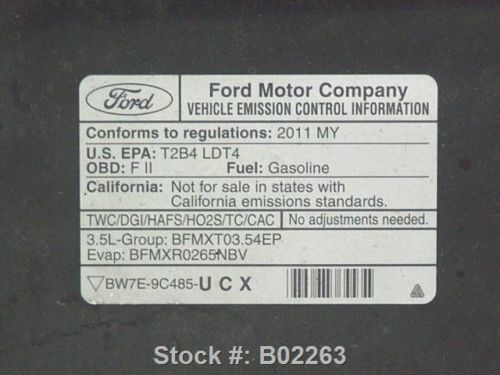 Ford
Ford Motor Company
VEHICLE EMISSION CONTROL INFORMATION
Conforms to regulations: 2011 MY
U.S. EPA: T2B4 LDT4
OBD: F II Fuel: Gasoline
California: Not for sale in states with
California emissions standards.
TWC/DGI/HAFS/HO2S/TC/CAC No adjustments needed.
3.5L-Group: BFMXT03.54EP
Evap: BFMXR0265NBV
BW7E-9C485-UCX
Stock #: B02263